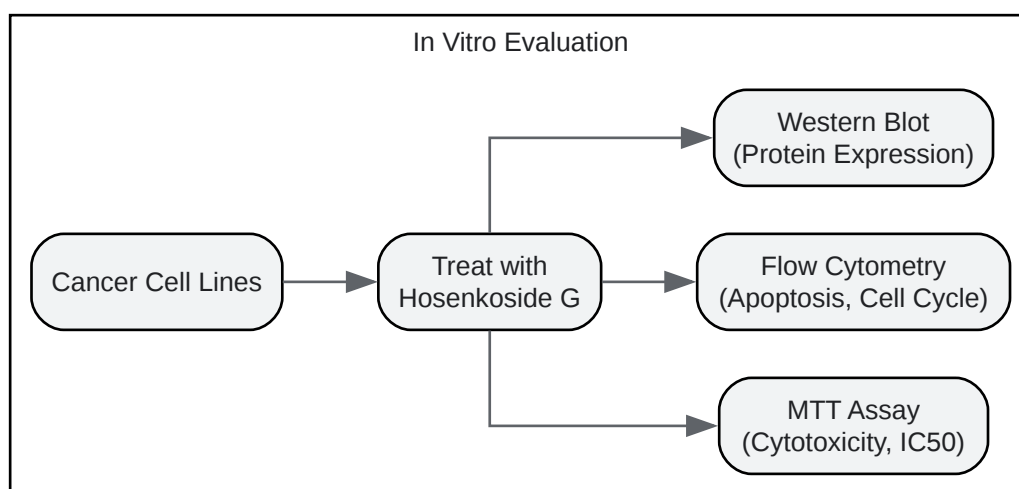 In Vitro Evaluation
Western Blot
(Protein Expression)
Cancer Cell Lines
Treat with
Hosenkoside G
Flow Cytometry
(Apoptosis, Cell Cycle)
MTT Assay
(Cytotoxicity, IC50)